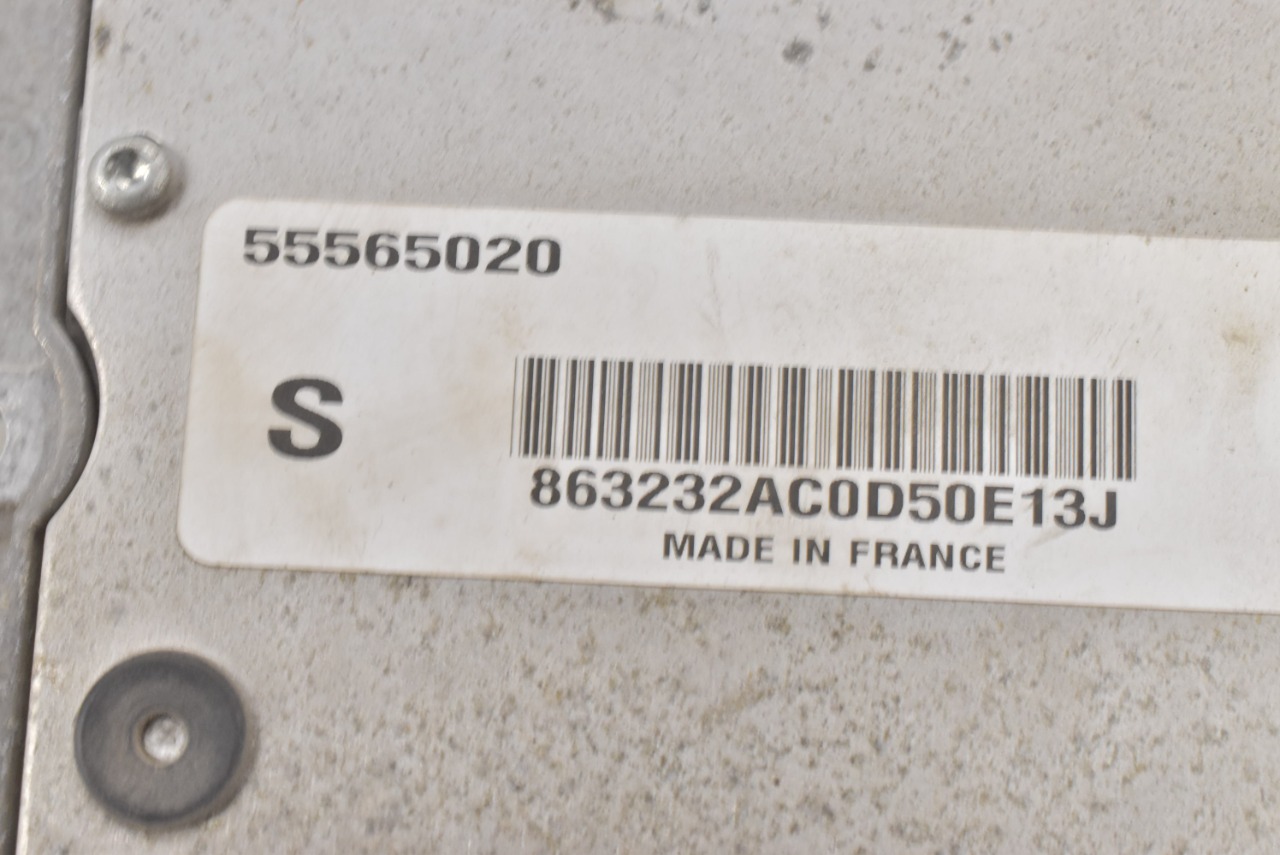 55565020
S
863232AC0D50E13J
MADE IN FRANCE